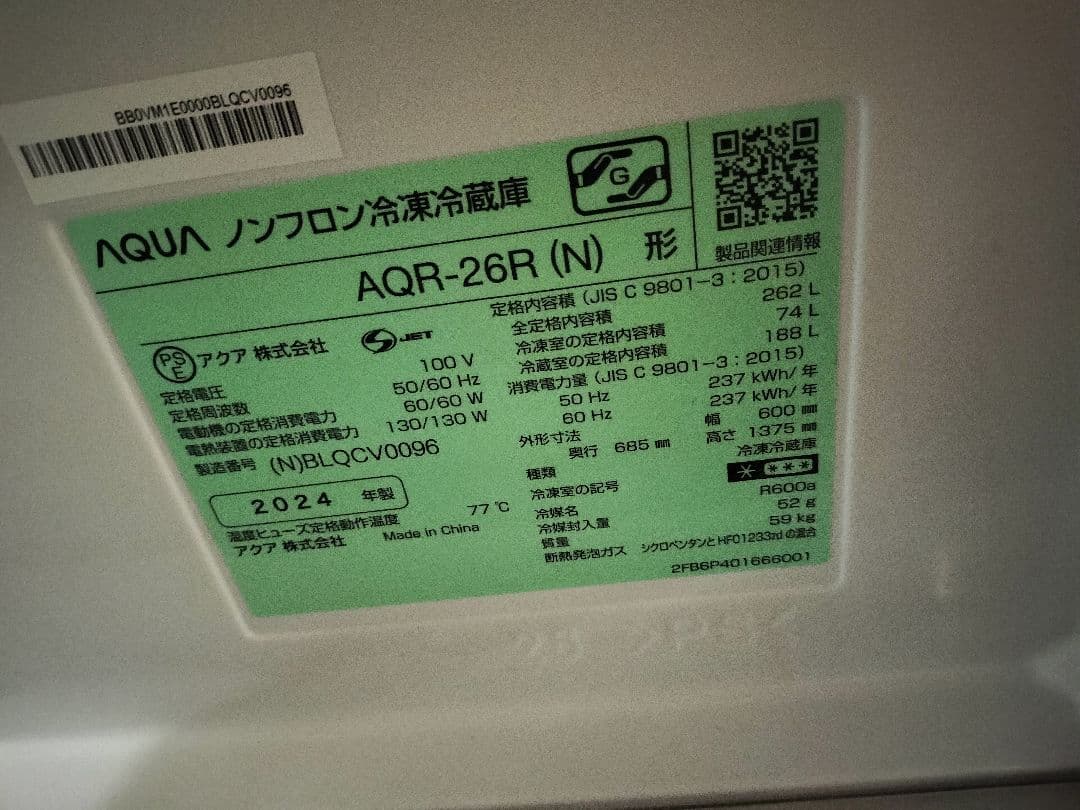 BB0VM1E0000BLQCV0096
AQUA ノンフロン冷凍冷蔵庫
G
AQR-26R (N) 形
製品関連情報
PS E アクア 株式会社 JET
定格電圧 100 V
定格周波数 50/60 Hz
電動機の定格消費電力 60/60 W
電熱装置の定格消費電力 130/130 W
製造番号 (N)BLQCV0096
2024 年製
温度ヒューズ定格動作温度 77 ℃
アクア 株式会社 Made in China
定格内容積 (JIS C 9801-3 : 2015)
全定格内容積 262 L
冷凍室の定格内容積 74 L
冷蔵室の定格内容積 188 L
消費電力量 (JIS C 9801-3 : 2015)
50 Hz 237 kWh/年
60 Hz 237 kWh/年
外形寸法 幅 600 mm
奥行 685 mm 高さ 1375 mm
種類 冷凍冷蔵庫
冷凍室の記号 * ***
冷媒名 R600a
冷媒封入量 52 g
質量 59 kg
断熱発泡ガス シクロペンタンとHFO1233zdの混合
2FB6P401666001